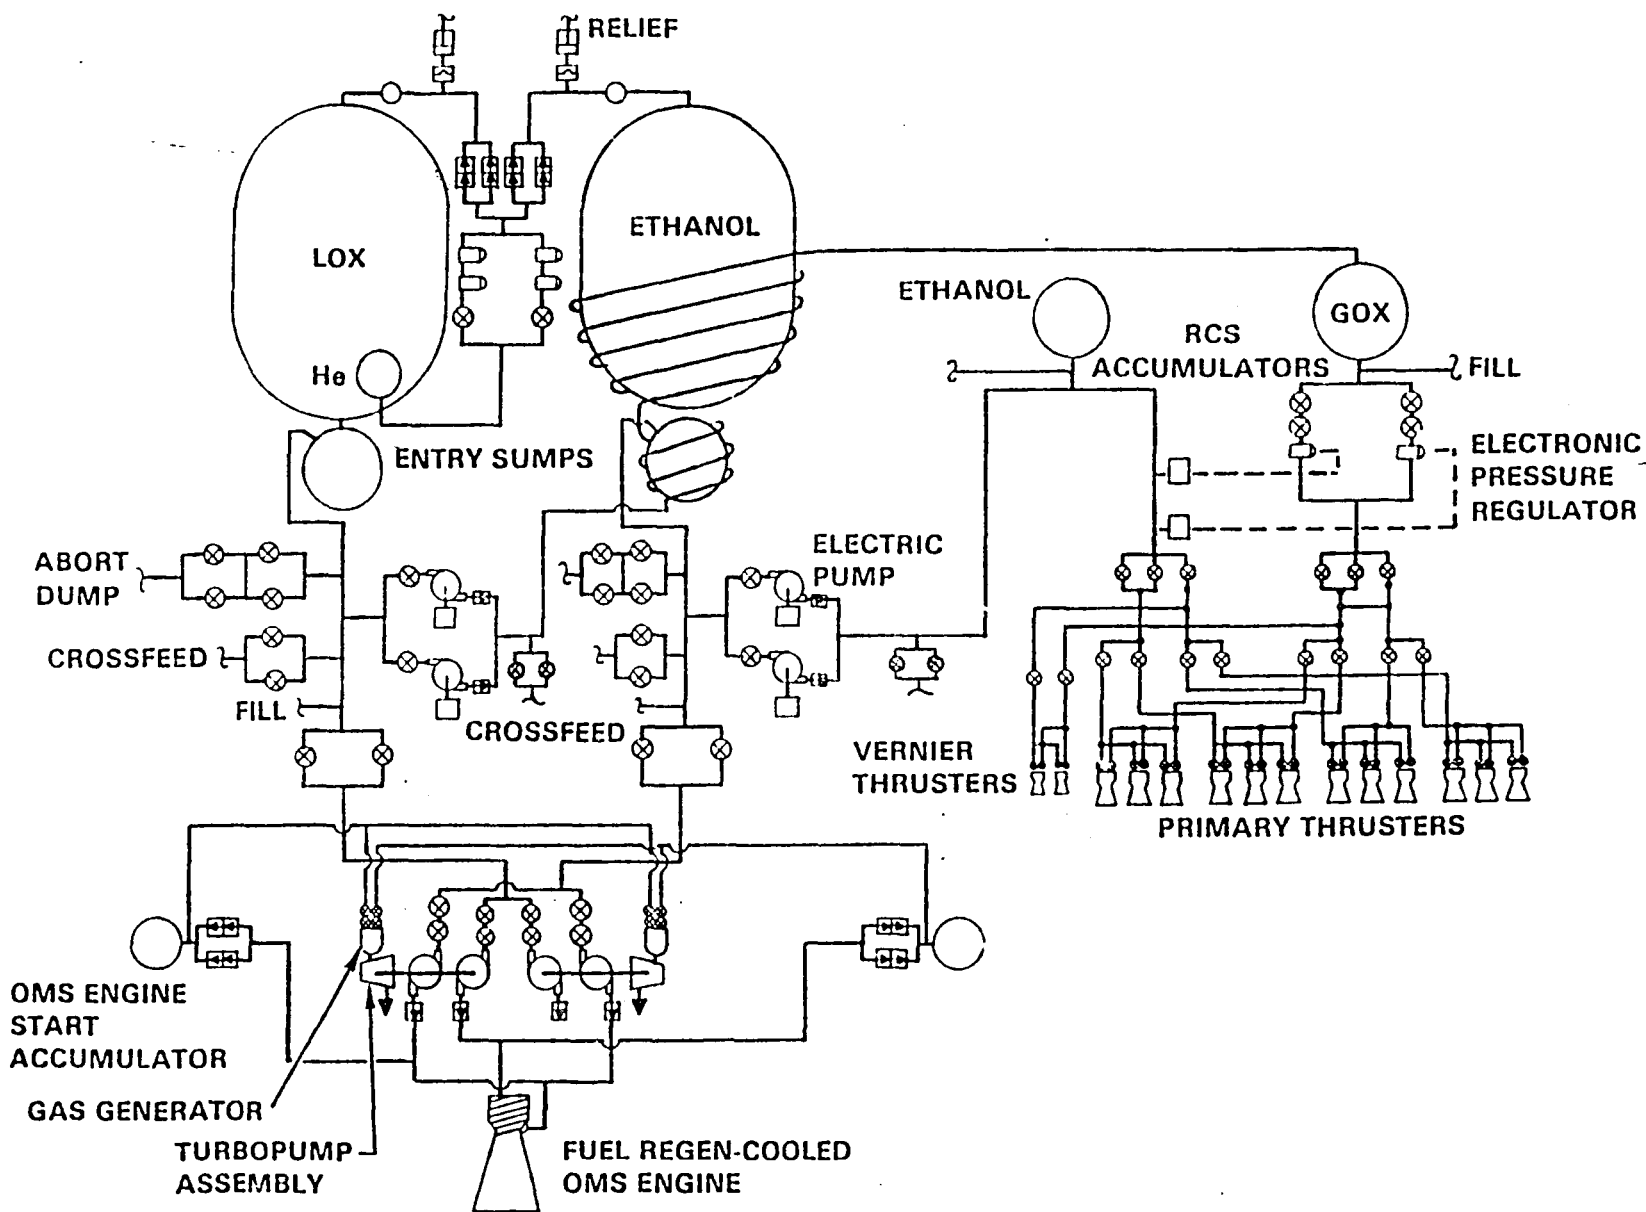 RELIEF
LOX
ETHANOL
He
ETHANOL
RCS
ACCUMULATORS
GOX
FILL
ENTRY SUMPS
ELECTRONIC
PRESSURE
REGULATOR
ABORT
DUMP
ELECTRIC
PUMP
CROSSFEED
FILL
CROSSFEED
VERNIER
THRUSTERS
PRIMARY THRUSTERS
OMS ENGINE
START
ACCUMULATOR
GAS GENERATOR
TURBOPUMP
ASSEMBLY
FUEL REGEN-COOLED
OMS ENGINE